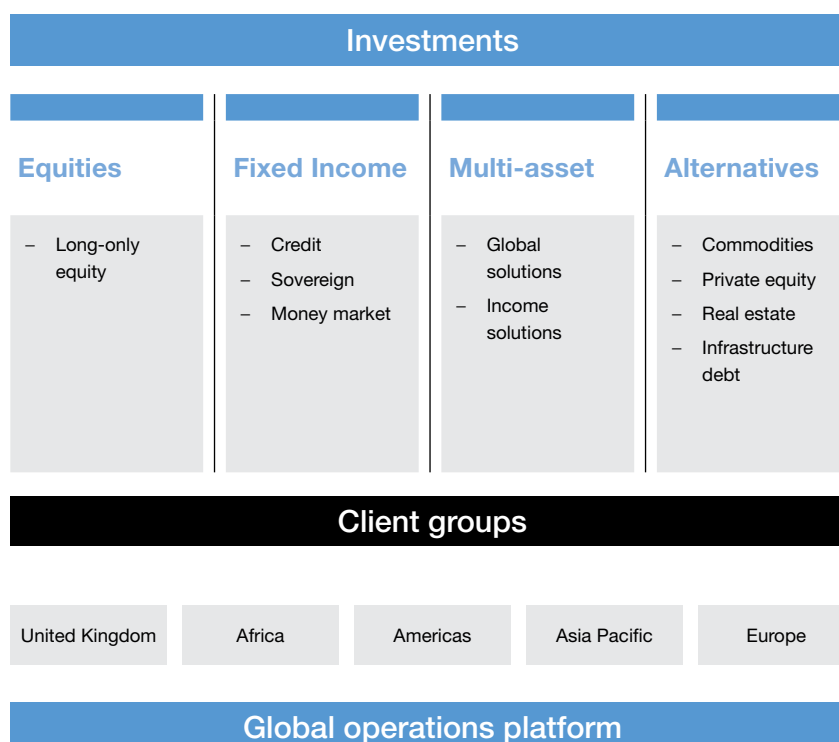 Investments
Equities
– Long-only
equity
Fixed Income
– Credit
– Sovereign
– Money market
Multi-asset
– Global
solutions
– Income
solutions
Alternatives
– Commodities
– Private equity
– Real estate
– Infrastructure
debt
Client groups
United Kingdom
Africa
Americas
Asia Pacific
Europe
Global operations platform